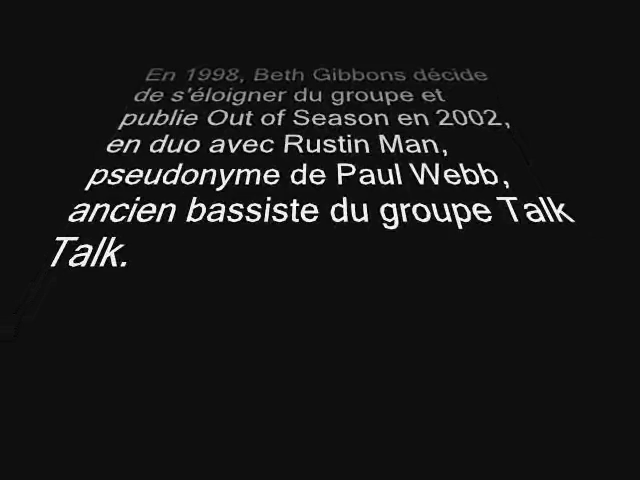 En 1998, Beth Gibbons décide
de s'éloigner du groupe et
publie Out of Season en 2002,
en duo avec Rustin Man,
pseudonyme de Paul Webb,
ancien bassiste du groupe Talk
Talk.